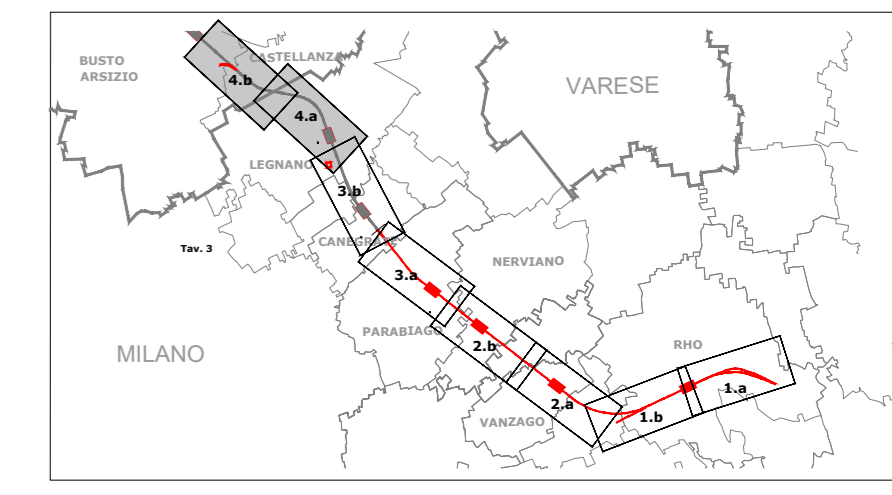 BUSTO
ARSIZIO
CASTELLANZA
4.b
VARESE
4.a
LEGNANO
3.b
CANEGRATE
Tav. 3
NERVIANO
3.a
PARABIAGO
2.b
MILANO
RHO
1.a
2.a
1.b
VANZAGO